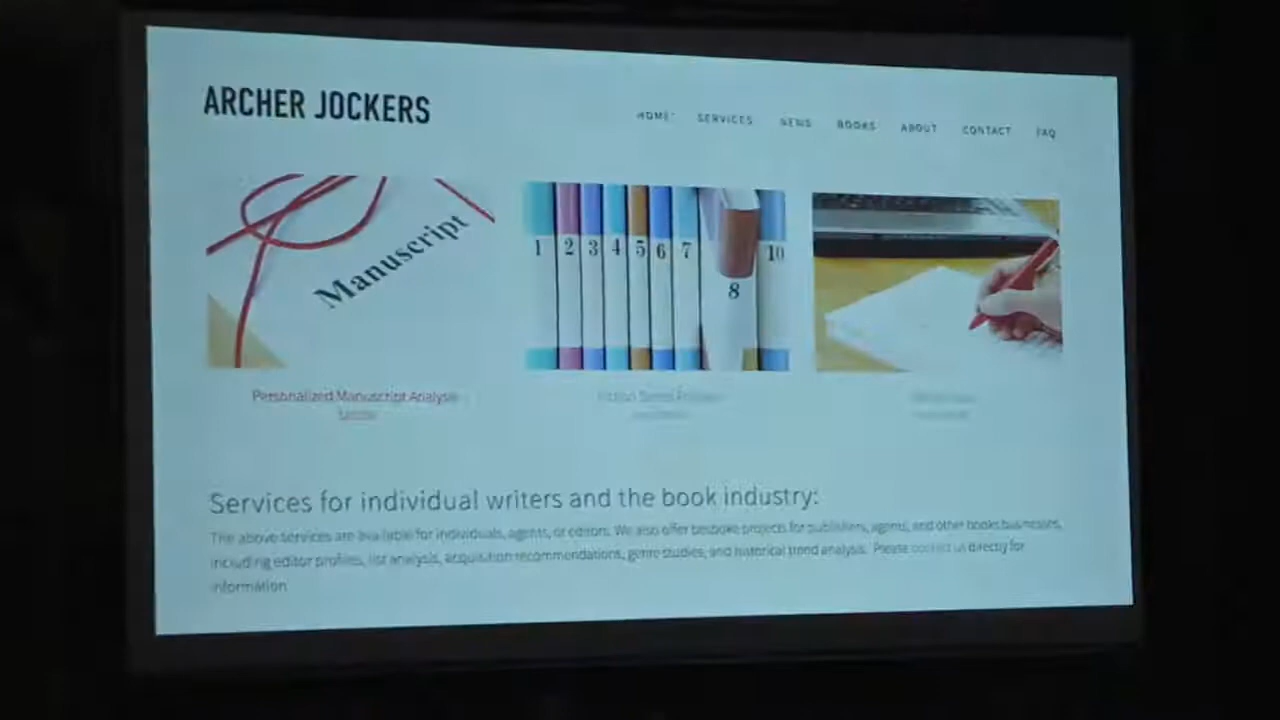 ARCHER JOCKERS
HOME SERVICES NEWS BOOKS ABOUT CONTACT FAQ
Manuscript
1 2 3 4 5 6 7 8 10
Personalized Manuscript Analysis
Services for individual writers and the book industry:
The above services are available for individuals, agents, or editors. We also offer bespoke projects for publishers, agents, and other books businesses,
including editor profiles, list analysis, acquisition recommendations, genre studies, and historical trend analysis. Please contact us directly for
information.